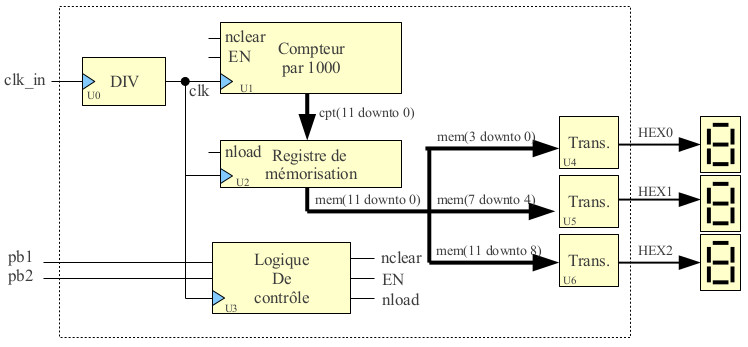 clk_in
DIV
U0
clk
nclear
EN
Compteur
par 1000
U1
cpt(11 downto 0)
nload
Registre de
mémorisation
U2
mem(11 downto 0)
mem(3 downto 0)
mem(7 downto 4)
mem(11 downto 8)
Trans.
U4
HEX0
Trans.
U5
HEX1
Trans.
U6
HEX2
pb1
pb2
Logique
De
contrôle
U3
nclear
EN
nload